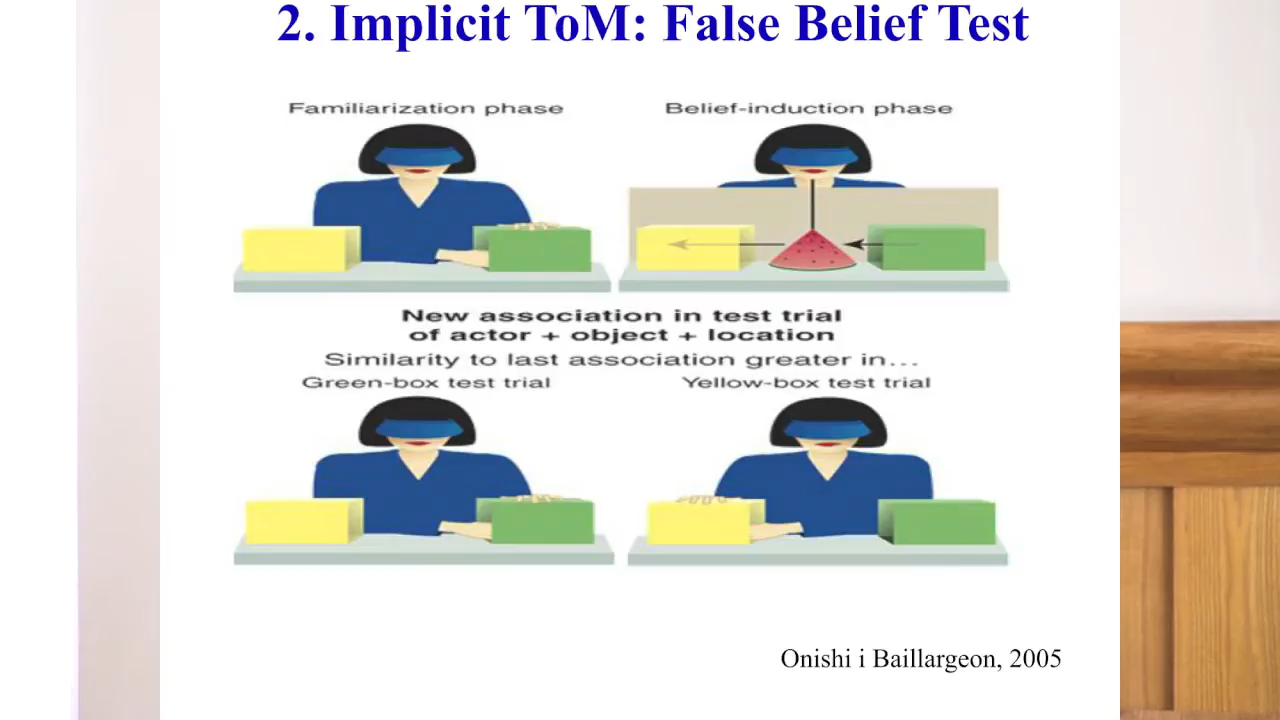 2. Implicit ToM: False Belief Test
Familiarization phase
Belief-induction phase
New association in test trial
of actor + object + location
Similarity to last association greater in...
Green-box test trial
Yellow-box test trial
Onishi i Baillargeon, 2005